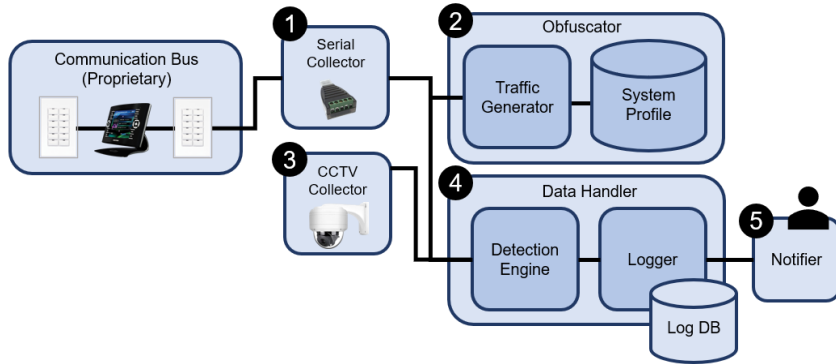 Communication Bus
(Proprietary)
1
Serial
Collector
2
Obfuscator
Traffic
Generator
System
Profile
3
CCTV
Collector
4
Data Handler
Detection
Engine
Logger
Log DB
5
Notifier